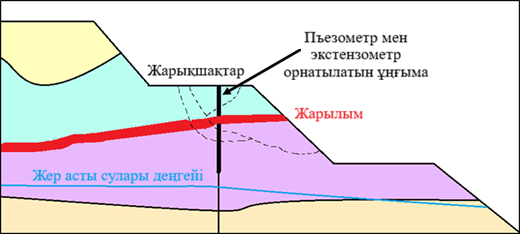 Пъезометр мен
экстензометр
орнатылатын ұңғыма
Жарықшақтар
Жарылым
Жер асты сулары деңгейі